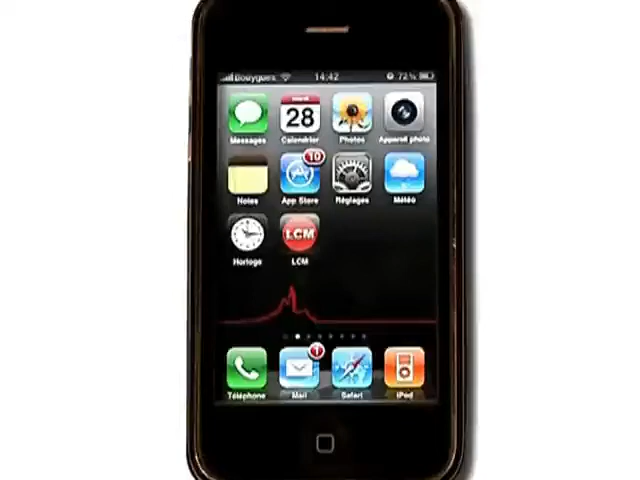 Bouygues 14:42 72%
28
Messages Calendrier Photos Appareil photo
10
Notes App Store Réglages Météo
LCM
Horloge LCM
1
Téléphone Mail Safari iPod